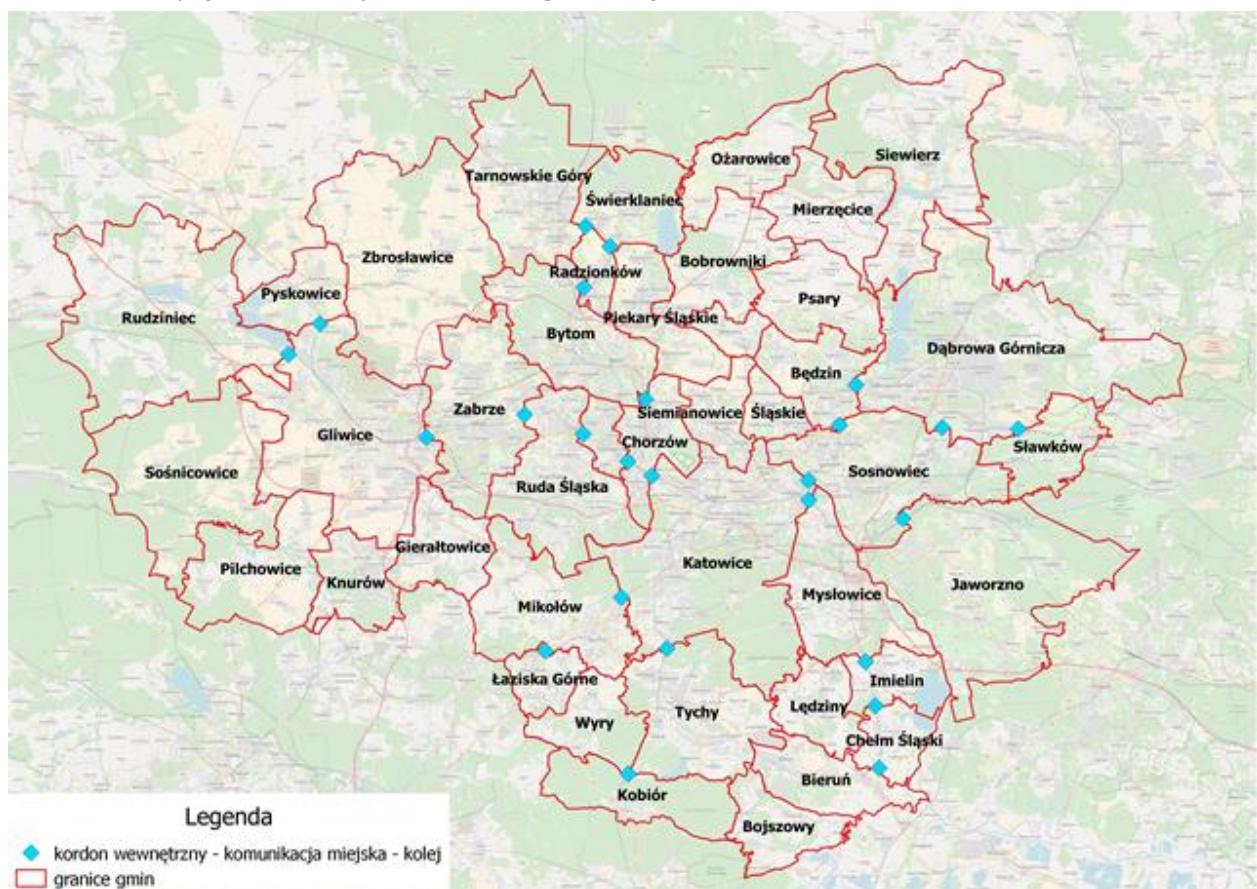 Ożarowice
Siewierz
Tarnowskie Góry
Świerklaniec
Mierzęcice
Zbrosławice
Bobrowniki
Radzionków
Pyskowice
Psary
Rudziniec
Piekary Śląskie
Bytom
Dąbrowa Górnicza
Będzin
Zabrze
Siemianowice
Śląskie
Gliwice
Chorzów
Sławków
Sośnicowice
Sosnowiec
Ruda Śląska
Gierałtowice
Katowice
Pilchowice
Knurów
Jaworzno
Mysłowice
Mikołów
Łaziska Górne
Imielin
Lędziny
Tychy
Wyry
Chełm Śląski
Bieruń
Kobiór
Bojszowy
Legenda
kordon wewnętrzny - komunikacja miejska - kolej
granice gmin